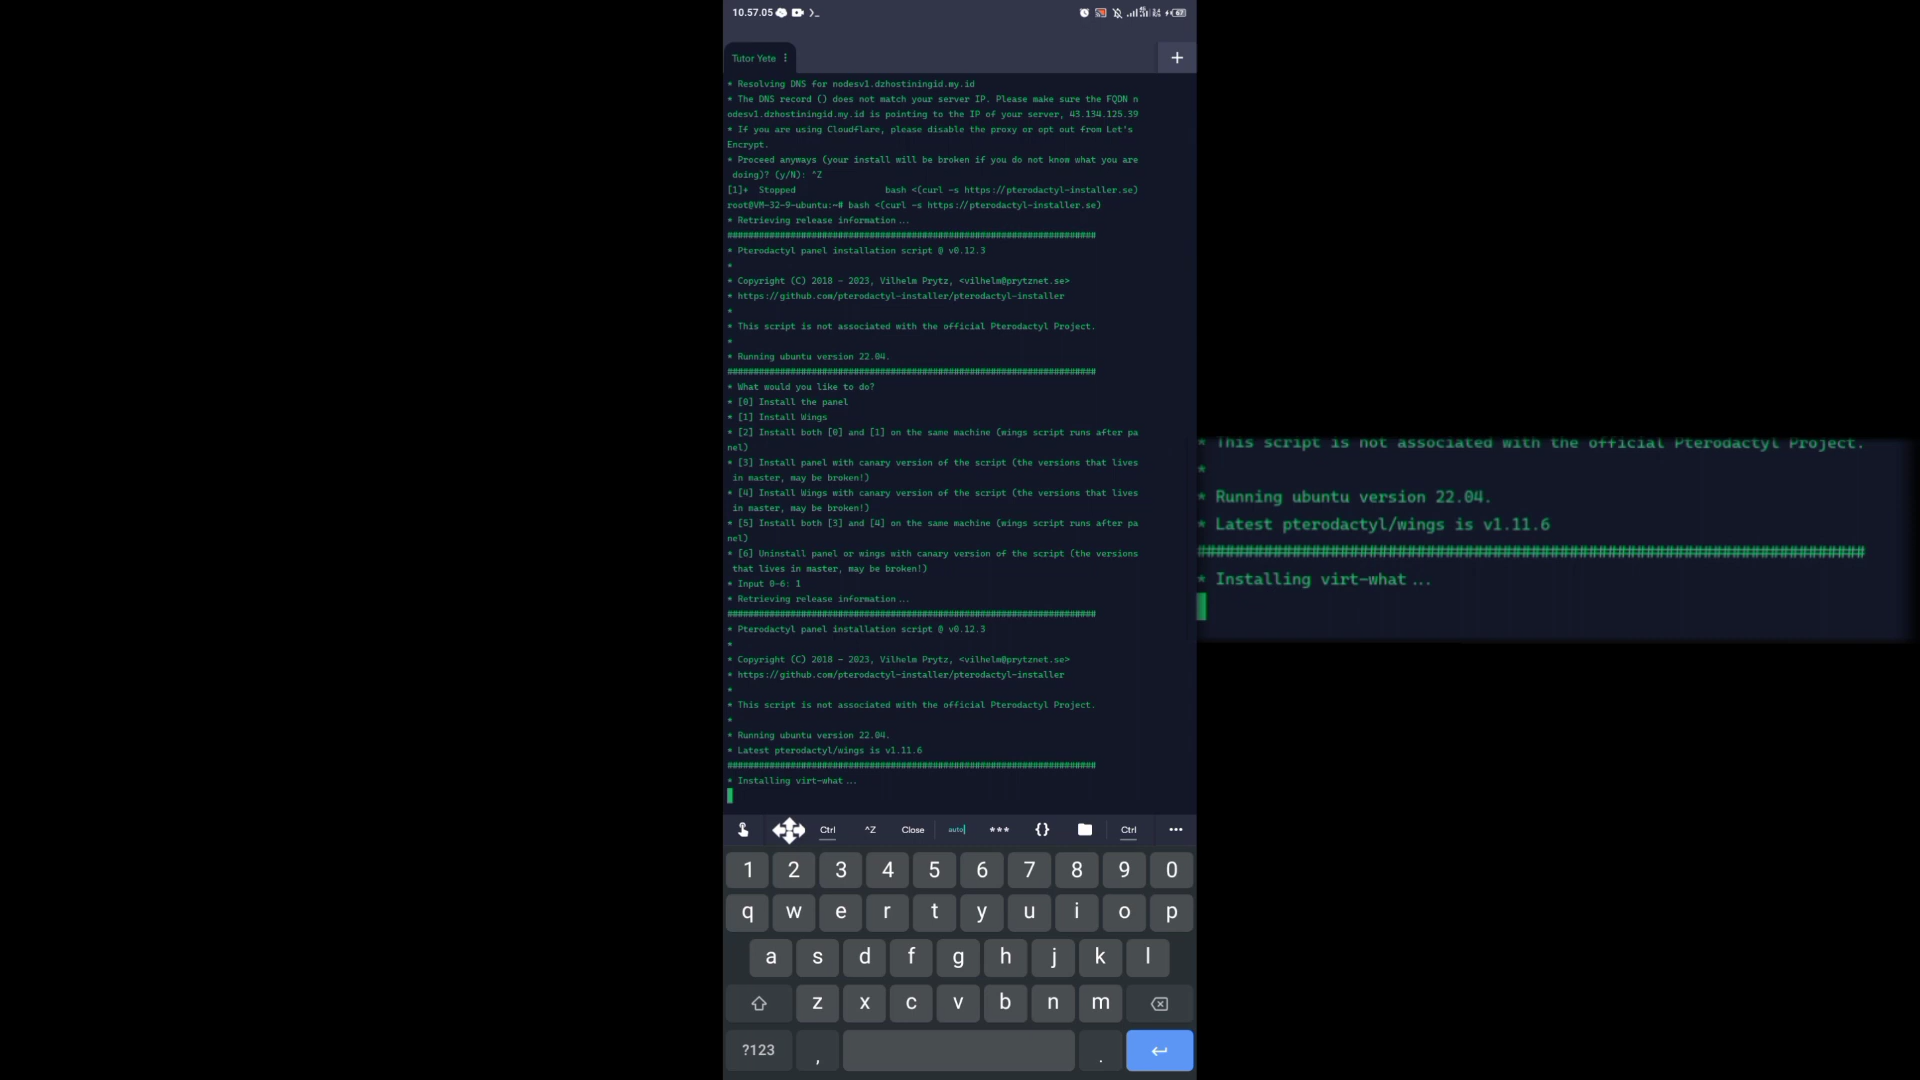 10.57.05
Tutor Yete
* Resolving DNS for nodesv1.dzhostiningid.my.id
* The DNS record () does not match your server IP. Please make sure the FQDN n
odesv1.dzhostiningid.my.id is pointing to the IP of your server, 43.134.125.39
* If you are using Cloudflare, please disable the proxy or opt out from Let's
Encrypt.
* Proceed anyways (your install will be broken if you do not know what you are
doing)? (y/N): ^Z
[1]+ Stopped bash <(curl -s https://pterodactyl-installer.se)
root@VM-32-9-ubuntu:~# bash <(curl -s https://pterodactyl-installer.se)
* Retrieving release information...
######################################################################
* Pterodactyl panel installation script @ v0.12.3
*
* Copyright (C) 2018 - 2023, Vilhelm Prytz, <vilhelm@prytznet.se>
* https://github.com/pterodactyl-installer/pterodactyl-installer
*
* This script is not associated with the official Pterodactyl Project.
*
* Running ubuntu version 22.04.
######################################################################
* What would you like to do?
* [0] Install the panel
* [1] Install Wings
* [2] Install both [0] and [1] on the same machine (wings script runs after pa
nel)
* [3] Install panel with canary version of the script (the versions that lives
in master, may be broken!)
* [4] Install Wings with canary version of the script (the versions that lives
in master, may be broken!)
* [5] Install both [3] and [4] on the same machine (wings script runs after pa
nel)
* [6] Uninstall panel or wings with canary version of the script (the versions
that lives in master, may be broken!)
* Input 0-6: 1
* Retrieving release information...
######################################################################
* Pterodactyl panel installation script @ v0.12.3
*
* Copyright (C) 2018 - 2023, Vilhelm Prytz, <vilhelm@prytznet.se>
* https://github.com/pterodactyl-installer/pterodactyl-installer
*
* This script is not associated with the official Pterodactyl Project.
*
* Running ubuntu version 22.04.
* Latest pterodactyl/wings is v1.11.6
######################################################################
* Installing virt-what...
Ctrl ^Z Close auto *** {} Ctrl
1 2 3 4 5 6 7 8 9 0
q w e r t y u i o p
a s d f g h j k l
z x c v b n m
?123 , .
* This script is not associated with the official Pterodactyl Project.
*
* Running ubuntu version 22.04.
* Latest pterodactyl/wings is v1.11.6
######################################################################
* Installing virt-what...